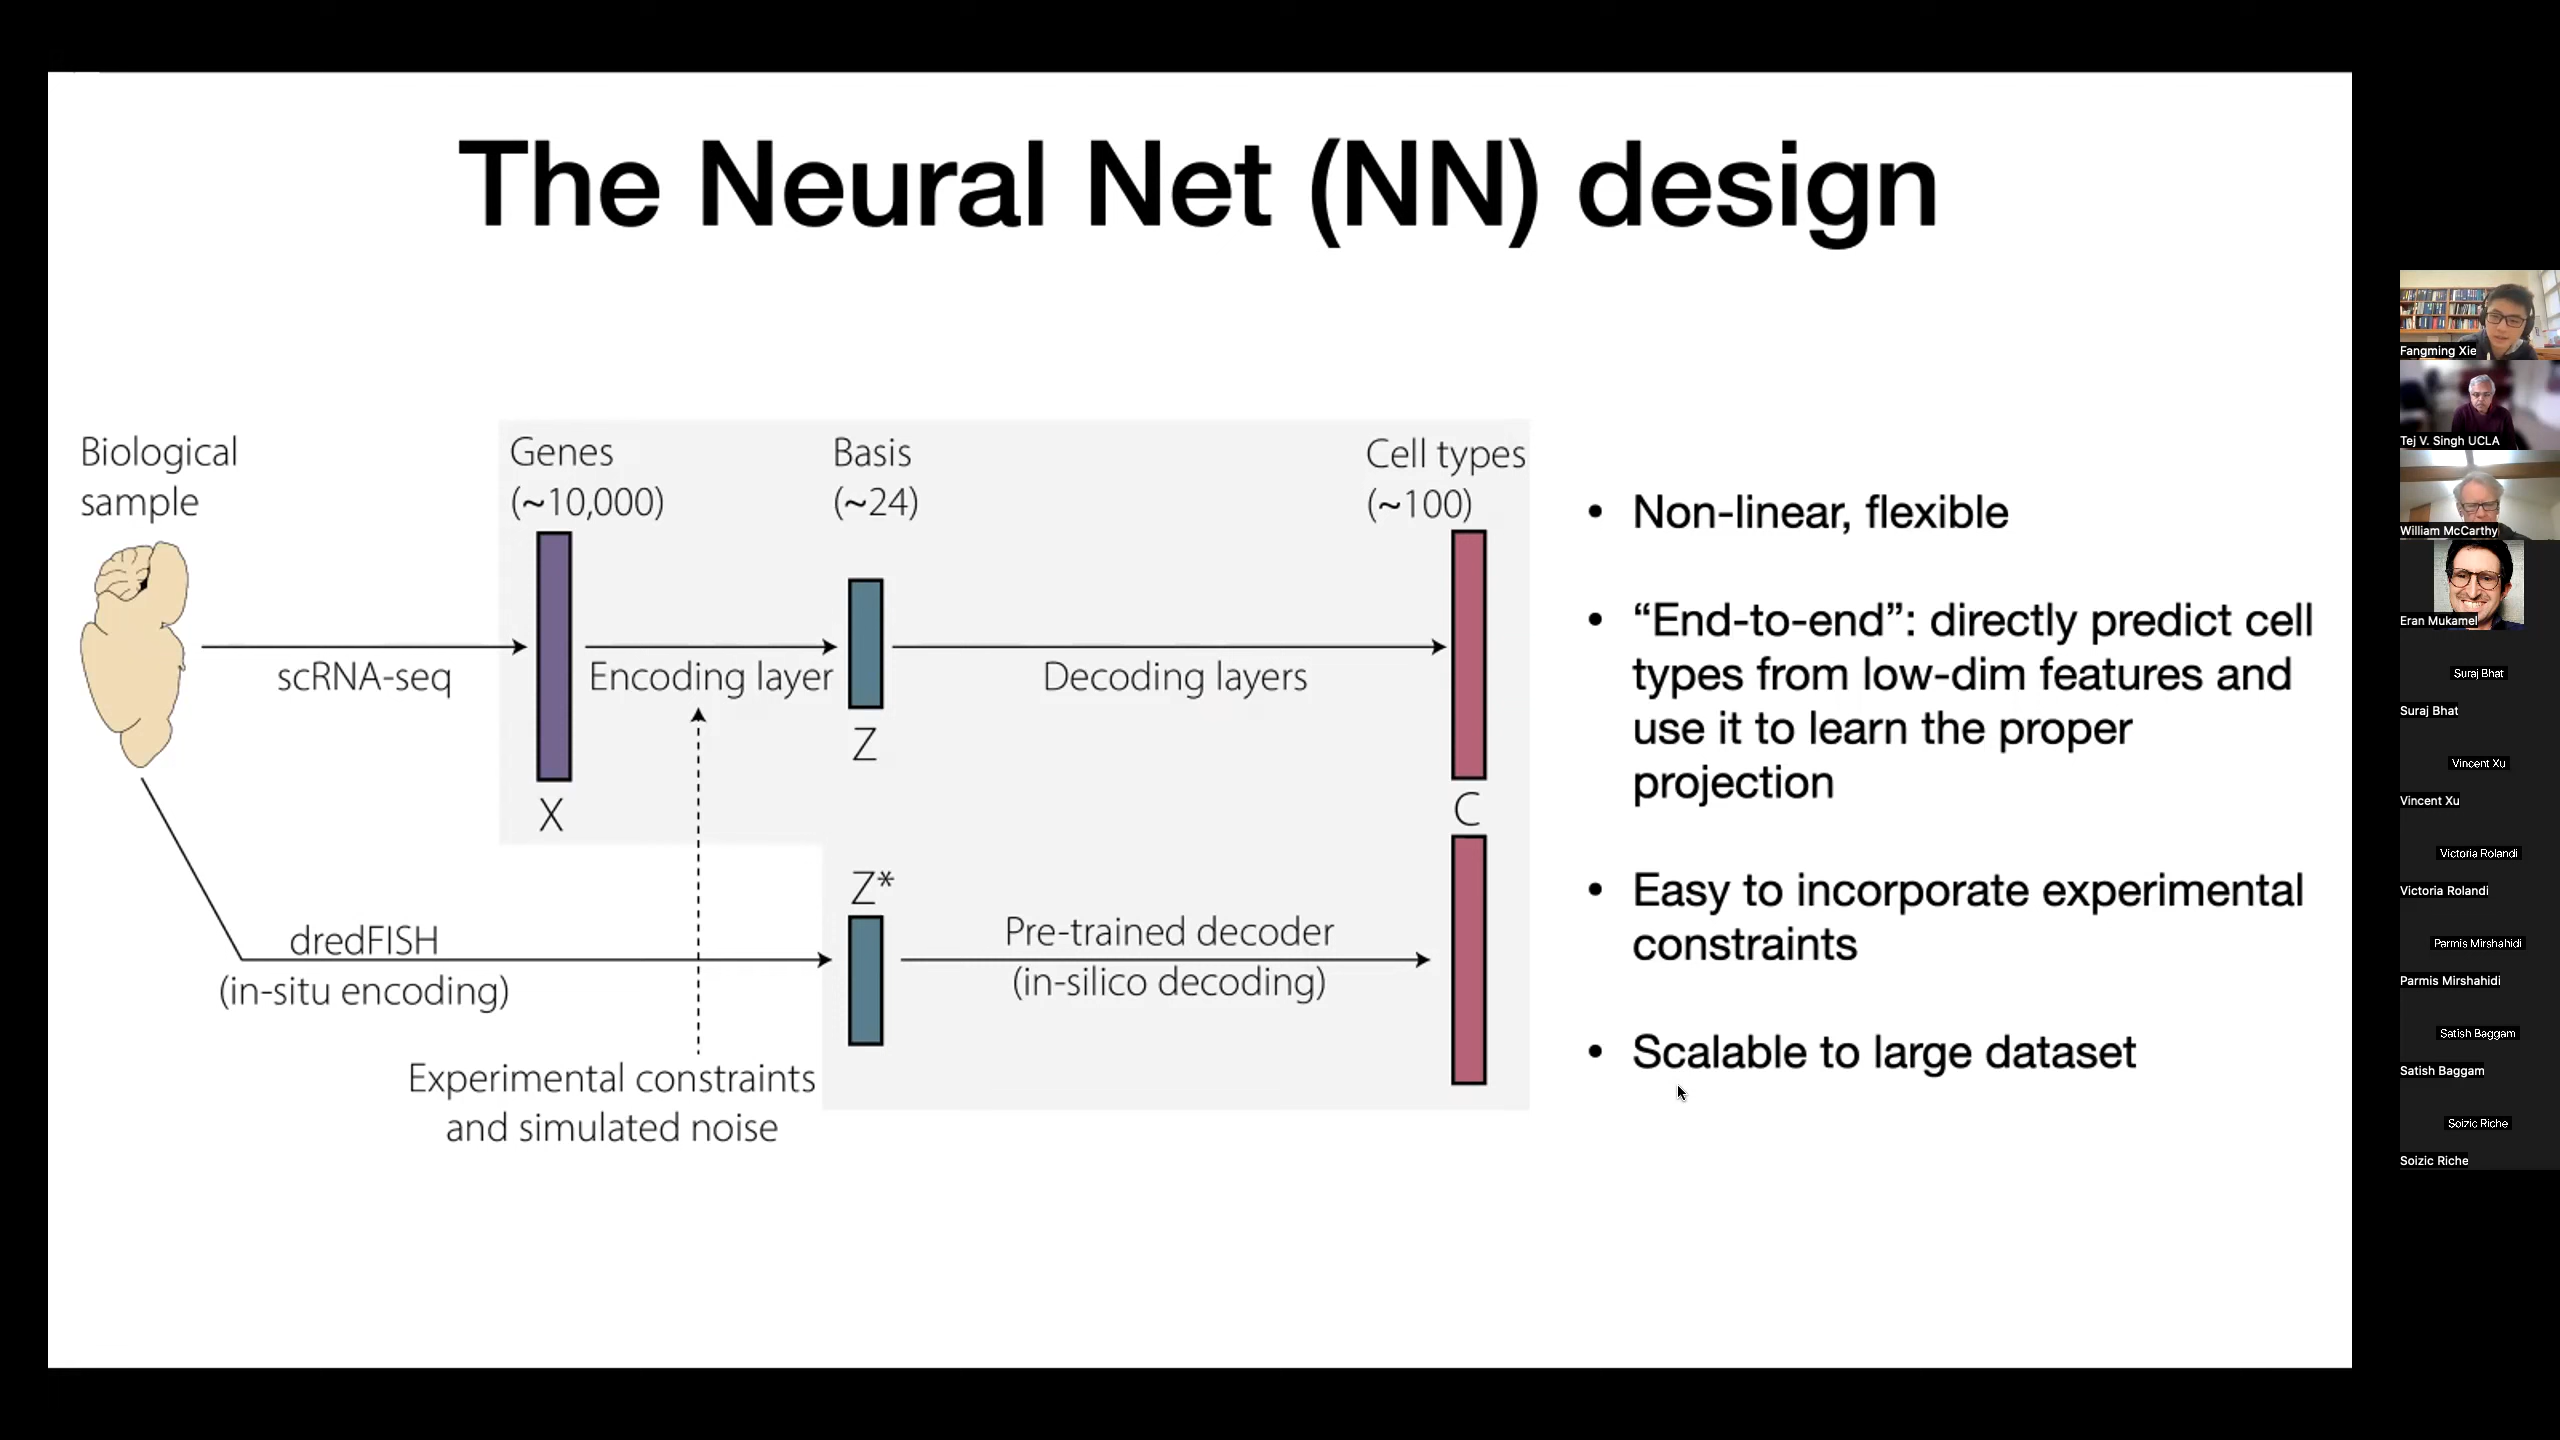 The Neural Net (NN) design
Biological
sample
Genes
(~10,000)
Basis
(~24)
Cell types
(~100)
scRNA-seq
Encoding layer
Decoding layers
X
Z
C
Z*
dredFISH
(in-situ encoding)
Pre-trained decoder
(in-silico decoding)
Experimental constraints
and simulated noise
• Non-linear, flexible
• “End-to-end”: directly predict cell
types from low-dim features and
use it to learn the proper
projection
• Easy to incorporate experimental
constraints
• Scalable to large dataset
Fangming Xie
Tej V. Singh UCLA
William McCarthy
Eran Mukamel
Suraj Bhat
Suraj Bhat
Vincent Xu
Vincent Xu
Victoria Rolandi
Victoria Rolandi
Parmis Mirshahidi
Parmis Mirshahidi
Satish Baggam
Satish Baggam
Soizic Riche
Soizic Riche